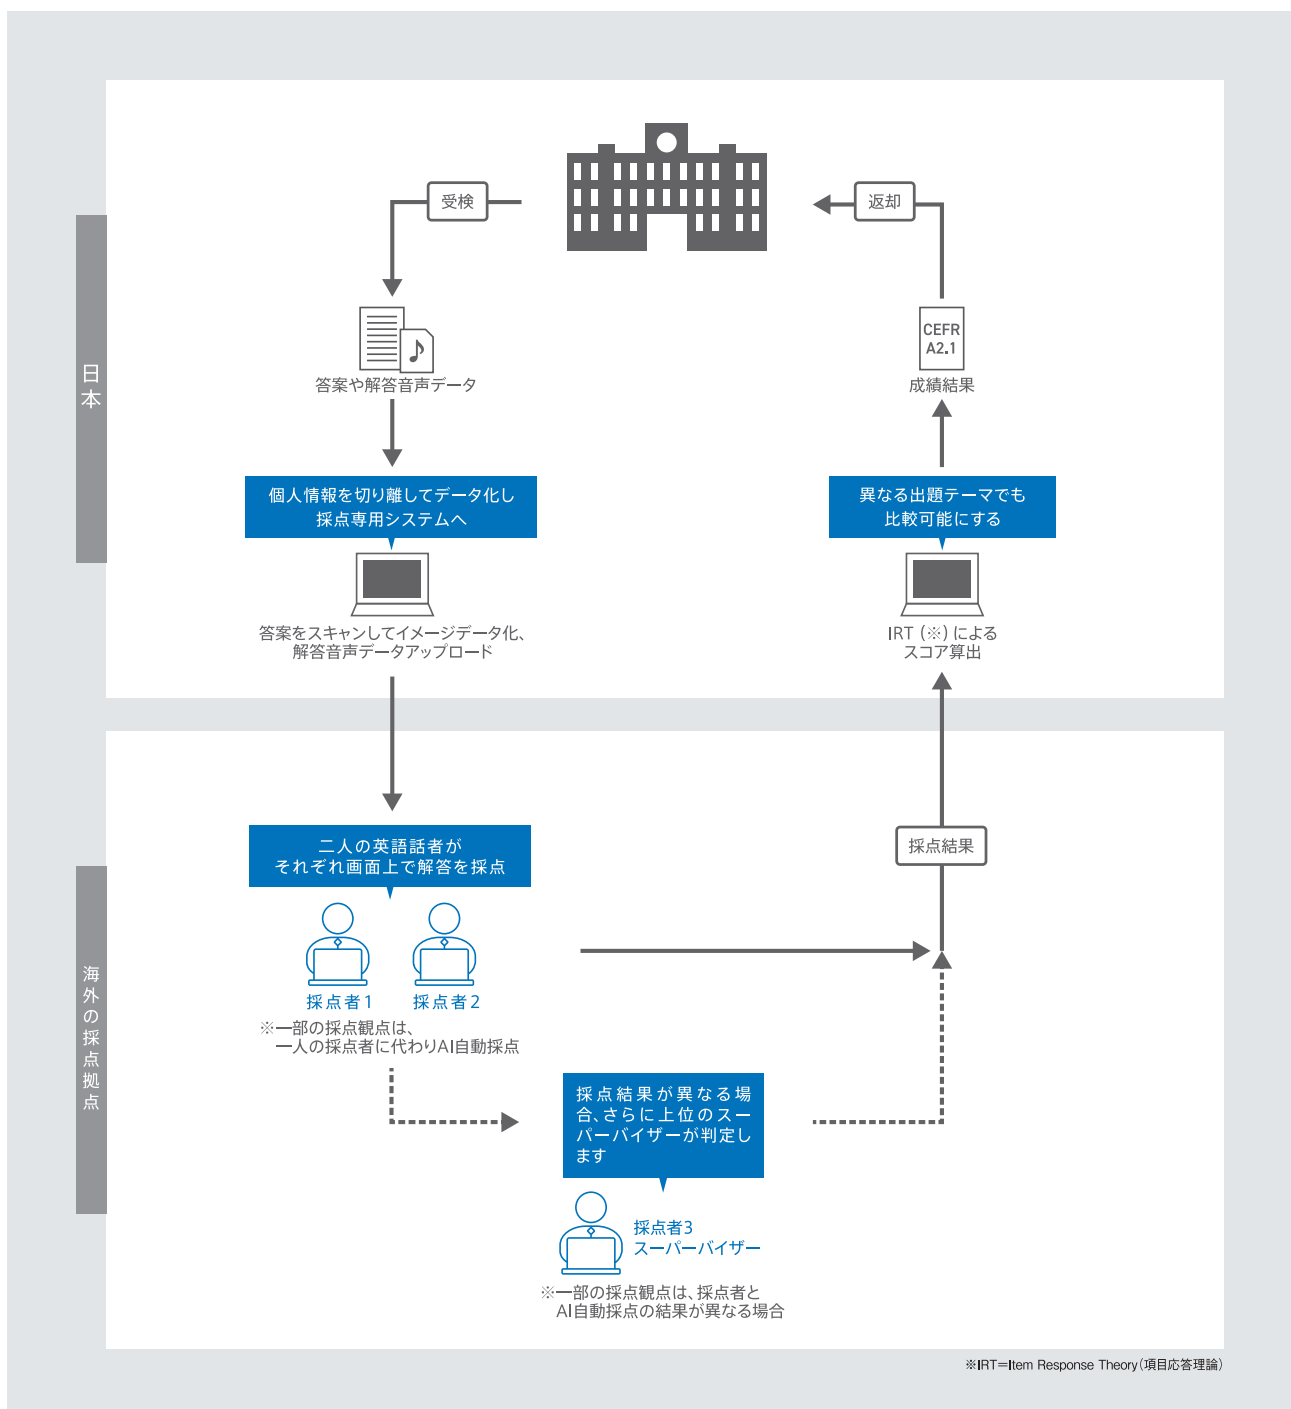 日本
受検
返却
答案や解答音声データ
CEFR
A2.1
成績結果
個人情報を切り離してデータ化し
採点専用システムへ
異なる出題テーマでも
比較可能にする
答案をスキャンしてイメージデータ化、
解答音声データアップロード
IRT（※）による
スコア算出
海外の採点拠点
二人の英語話者が
それぞれ画面上で解答を採点
採点結果
採点者1
採点者2
※一部の採点観点は、
一人の採点者に代わりAI自動採点
採点結果が異なる場
合、さらに上位のスー
パーバイザーが判定し
ます
採点者3
スーパーバイザー
※一部の採点観点は、採点者と
AI自動採点の結果が異なる場合
※IRT=Item Response Theory（項目応答理論）